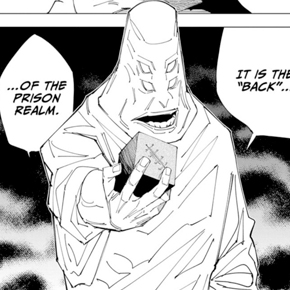 IT IS THE
"BACK"...
...OF THE
PRISON
REALM.